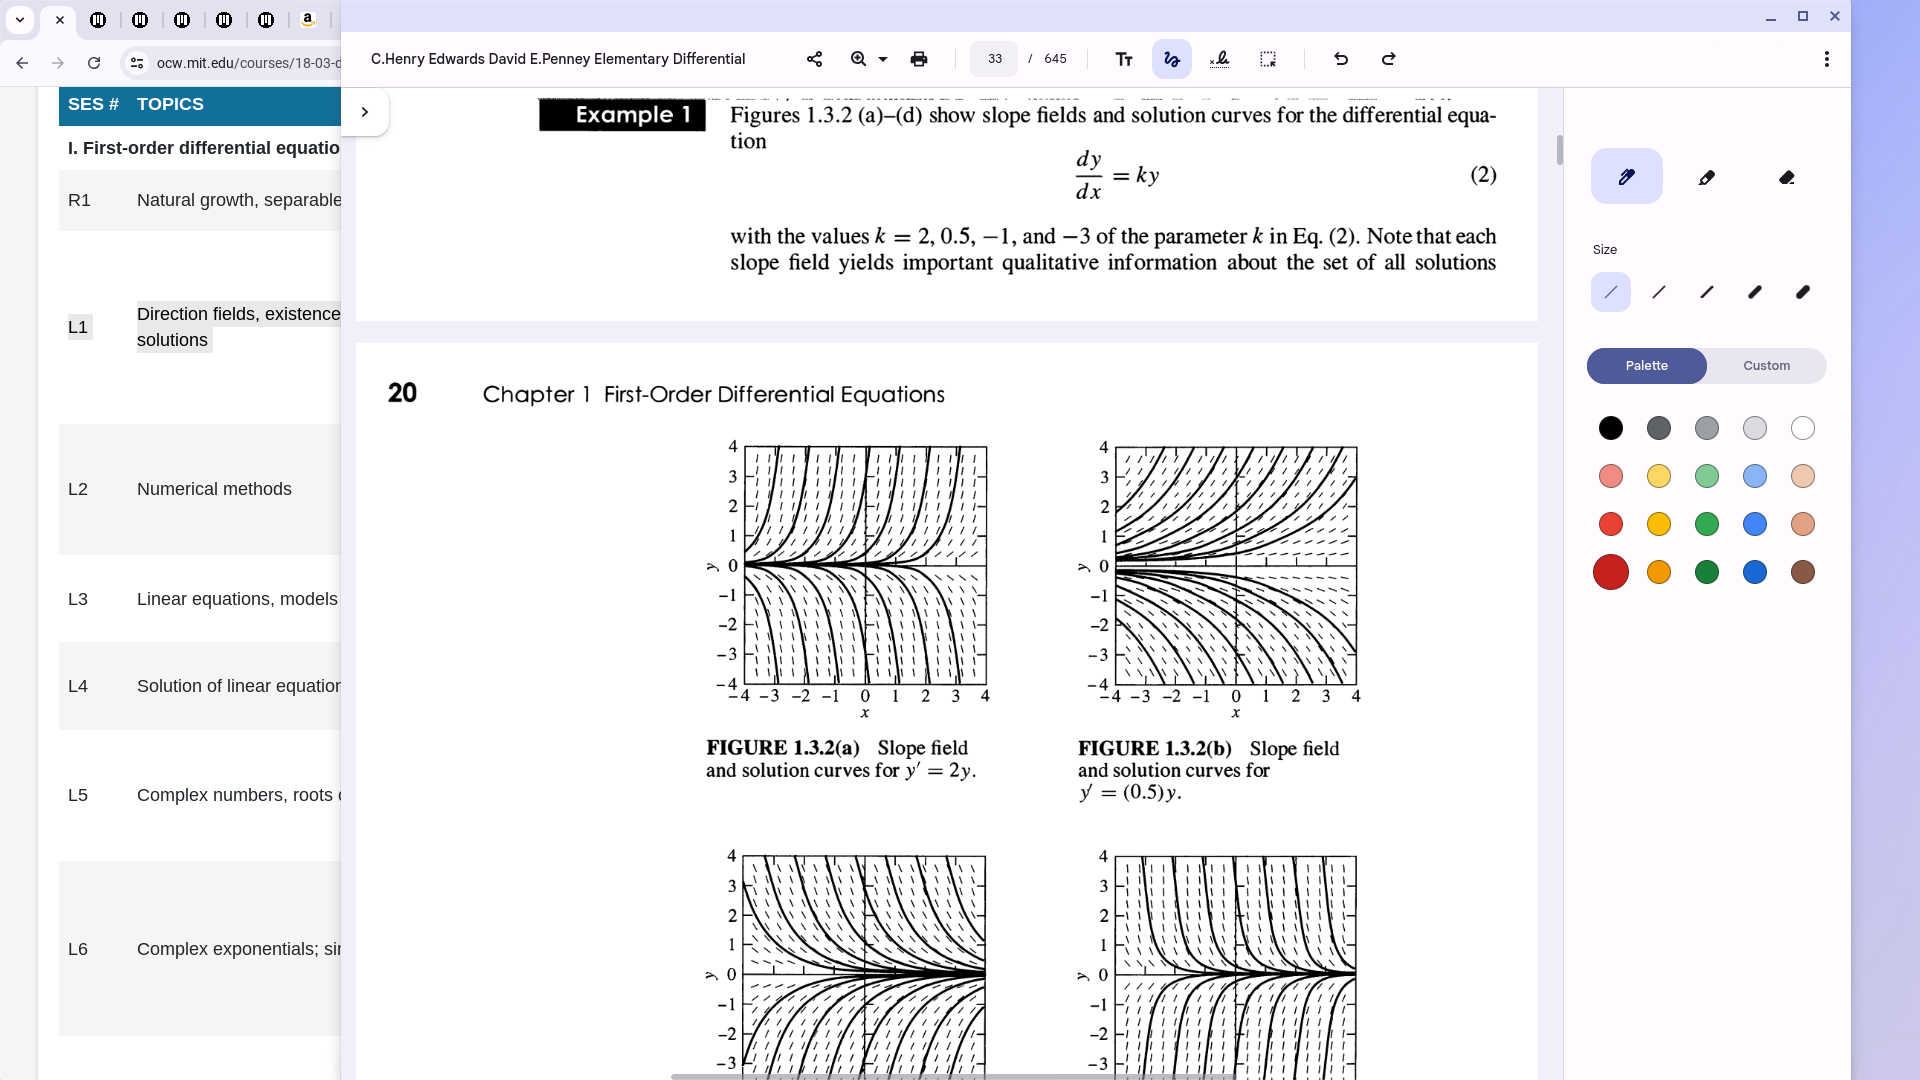 ocw.mit.edu/courses/18-03-d
SES # TOPICS
I. First-order differential equatio
R1 Natural growth, separable
L1 Direction fields, existence
solutions
L2 Numerical methods
L3 Linear equations, models
L4 Solution of linear equation
L5 Complex numbers, roots o
L6 Complex exponentials; sin
C.Henry Edwards David E.Penney Elementary Differential
33 / 645
Example 1 Figures 1.3.2 (a)–(d) show slope fields and solution curves for the differential equa-
tion
dy
dx = ky (2)
with the values k = 2, 0.5, −1, and −3 of the parameter k in Eq. (2). Note that each
slope field yields important qualitative information about the set of all solutions
20 Chapter 1 First-Order Differential Equations
4
3
2
1
y 0
−1
−2
−3
−4
−4 −3 −2 −1 0 1 2 3 4
x
FIGURE 1.3.2(a) Slope field
and solution curves for y′ = 2y.
4
3
2
1
y 0
−1
−2
−3
−4
−4 −3 −2 −1 0 1 2 3 4
x
FIGURE 1.3.2(b) Slope field
and solution curves for
y′ = (0.5)y.
4
3
2
1
y 0
−1
−2
−3
4
3
2
1
y 0
−1
−2
−3
Size
Palette Custom